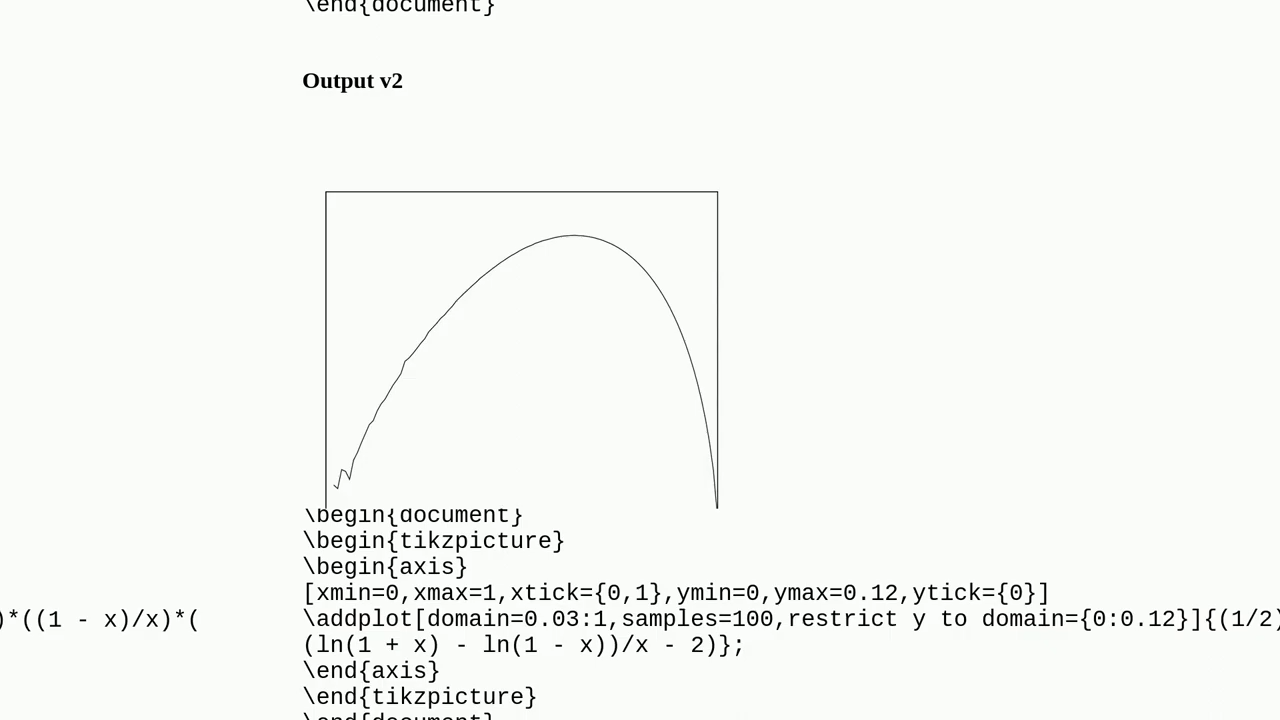 \end{document}
Output v2
\begin{document}
\begin{tikzpicture}
\begin{axis}
[xmin=0,xmax=1,xtick={0,1},ymin=0,ymax=0.12,ytick={0}]
)*((1 - x)/x)*(
\addplot[domain=0.03:1,samples=100,restrict y to domain={0:0.12}]{(1/2)
(ln(1 + x) - ln(1 - x))/x - 2)};
\end{axis}
\end{tikzpicture}
\end{document}